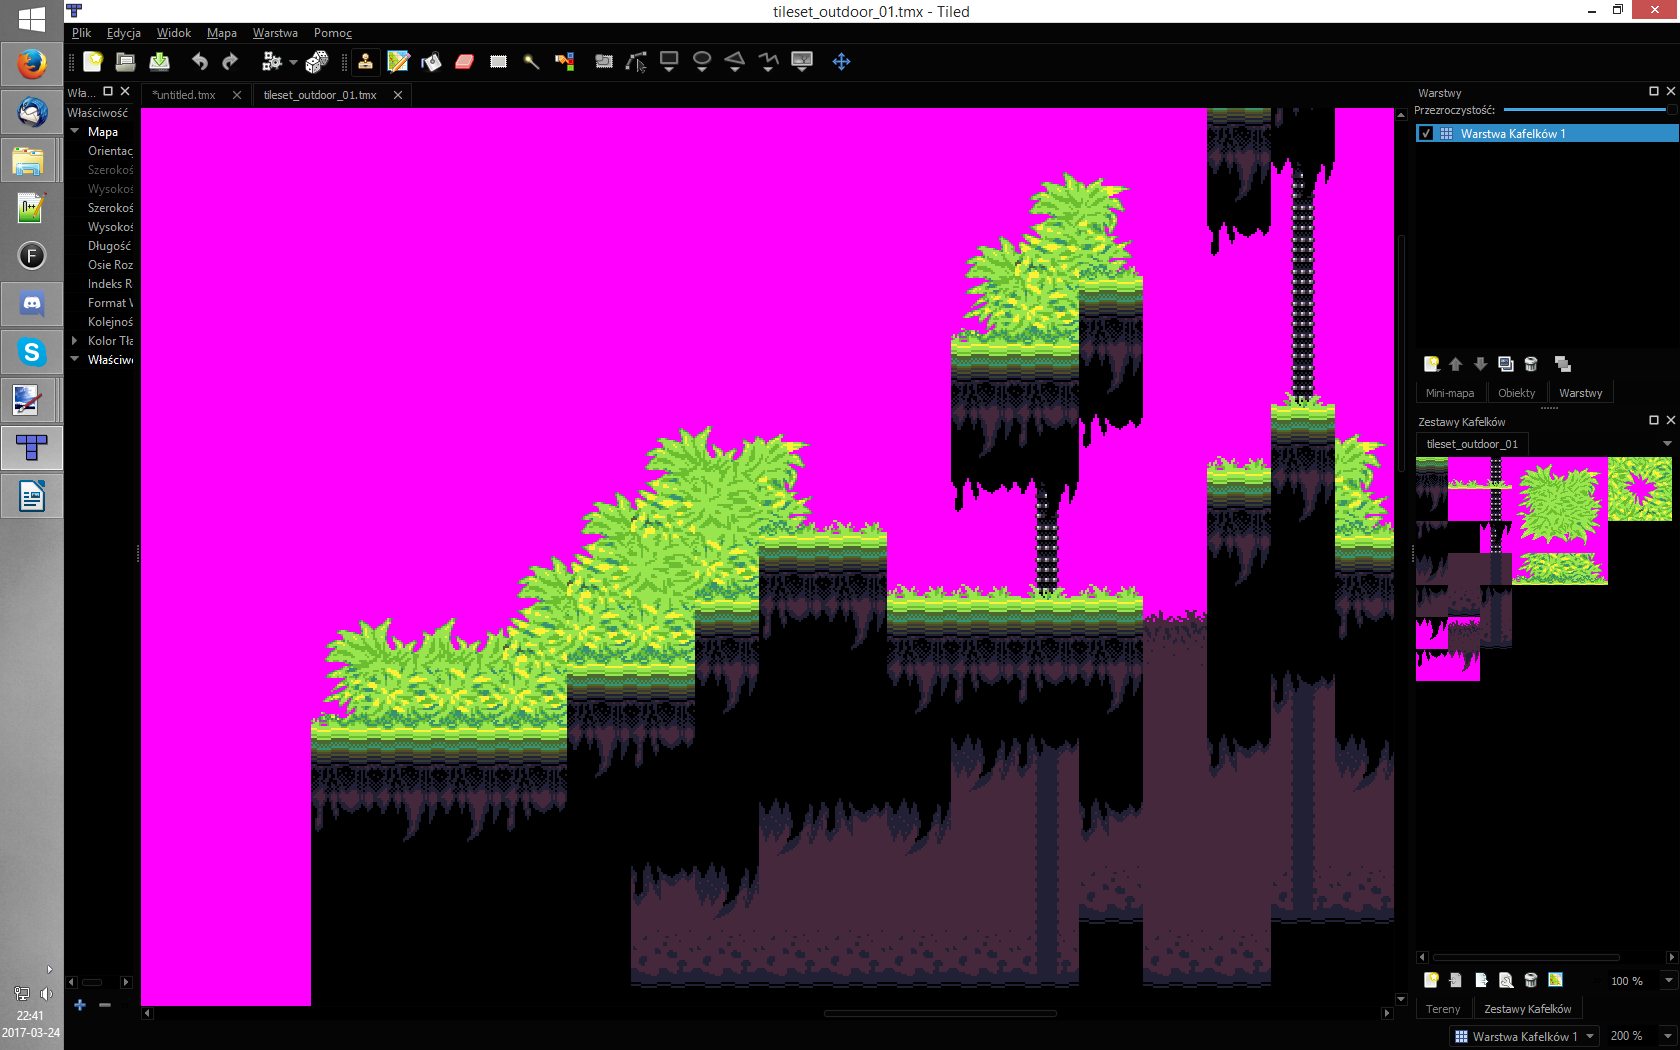 tileset_outdoor_01.tmx - Tiled
Plik Edycja Widok Mapa Warstwa Pomoc
Wła...
*untitled.tmx
tileset_outdoor_01.tmx
Właściwość
Mapa
Orientac
Szerokoś
Wysokoś
Szerokoś
Wysokoś
Długość
Osie Roz
Indeks R
Format W
Kolejnoś
Kolor Tła
Właściwo
Warstwy
Przezroczystość:
Warstwa Kafelków 1
Mini-mapa Obiekty Warstwy
Zestawy Kafelków
tileset_outdoor_01
100 %
Tereny Zestawy Kafelków
Warstwa Kafelków 1 200 %
22:41
2017-03-24